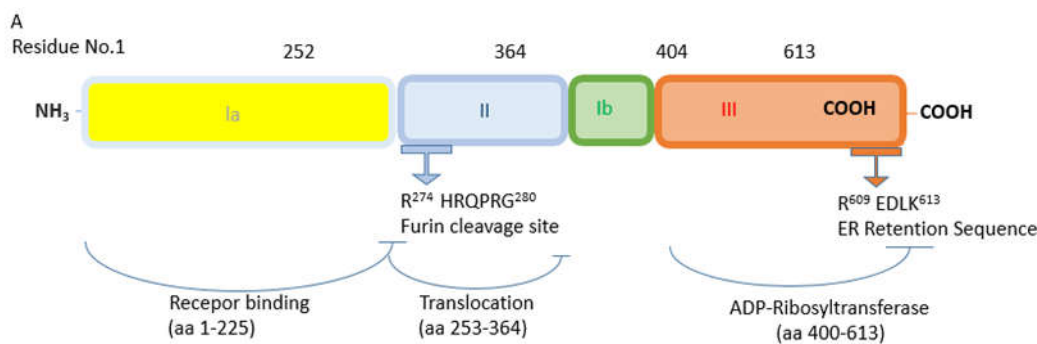 A
Residue No.1 252 364 404 613
NH₃ Ia II Ib III COOH COOH
R²⁷⁴ HRQPRG²⁸⁰
Furin cleavage site
R⁶⁰⁹ EDLK⁶¹³
ER Retention Sequence
Recepor binding
(aa 1-225)
Translocation
(aa 253-364)
ADP-Ribosyltransferase
(aa 400-613)